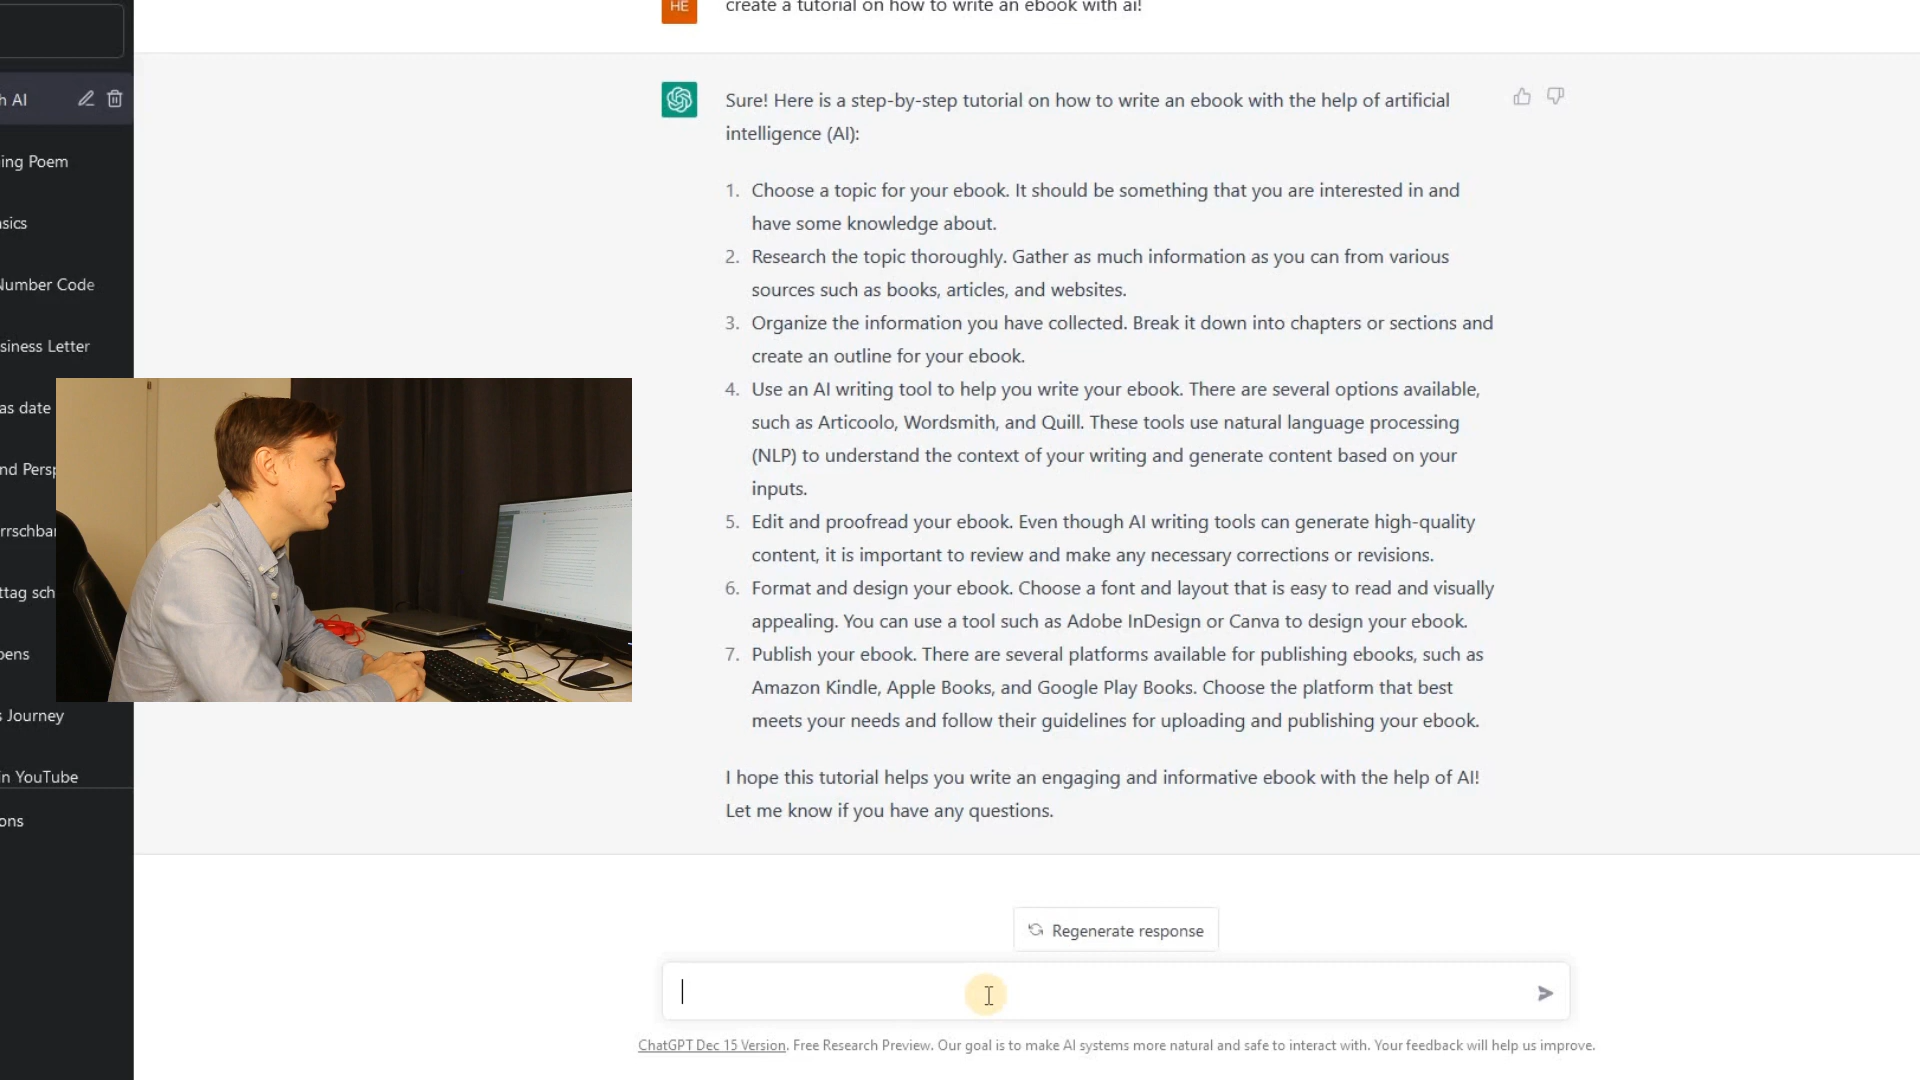 HE
create a tutorial on how to write an ebook with ai!
h AI
Sure! Here is a step-by-step tutorial on how to write an ebook with the help of artificial
intelligence (AI):
ing Poem
1. Choose a topic for your ebook. It should be something that you are interested in and
have some knowledge about.
sics
2. Research the topic thoroughly. Gather as much information as you can from various
sources such as books, articles, and websites.
Number Code
3. Organize the information you have collected. Break it down into chapters or sections and
create an outline for your ebook.
siness Letter
4. Use an AI writing tool to help you write your ebook. There are several options available,
such as Articoolo, Wordsmith, and Quill. These tools use natural language processing
(NLP) to understand the context of your writing and generate content based on your
inputs.
as date
nd Persp
5. Edit and proofread your ebook. Even though AI writing tools can generate high-quality
content, it is important to review and make any necessary corrections or revisions.
rrschbar
6. Format and design your ebook. Choose a font and layout that is easy to read and visually
appealing. You can use a tool such as Adobe InDesign or Canva to design your ebook.
ttag sch
7. Publish your ebook. There are several platforms available for publishing ebooks, such as
Amazon Kindle, Apple Books, and Google Play Books. Choose the platform that best
meets your needs and follow their guidelines for uploading and publishing your ebook.
pens
s Journey
I hope this tutorial helps you write an engaging and informative ebook with the help of AI!
Let me know if you have any questions.
in YouTube
ons
Regenerate response
ChatGPT Dec 15 Version. Free Research Preview. Our goal is to make AI systems more natural and safe to interact with. Your feedback will help us improve.